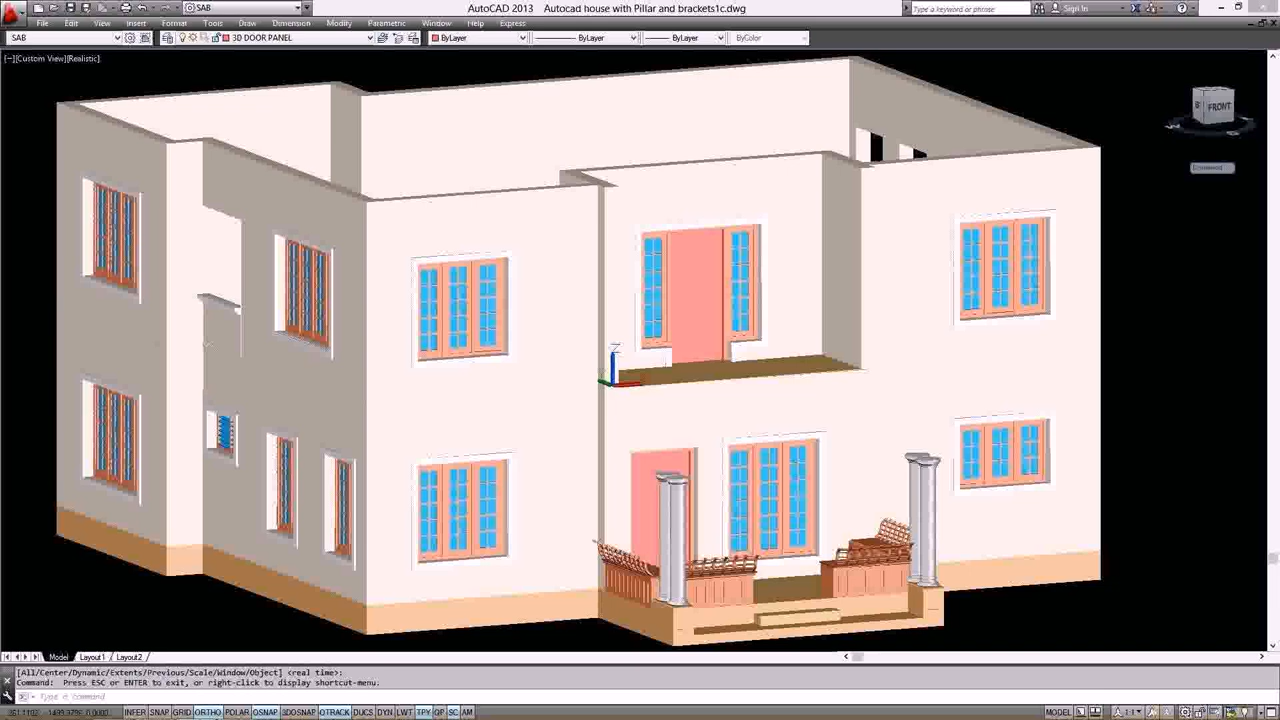 SAB
AutoCAD 2013 Autocad house with Pillar and brackets1c.dwg
Type a keyword or phrase
Sign In
File Edit View Insert Format Tools Draw Dimension Modify Parametric Window Help Express
SAB
3D DOOR PANEL
ByLayer
ByLayer
ByLayer
ByColor
[−][Custom View][Realistic]
FRONT
Z
Model Layout1 Layout2
[All/Center/Dynamic/Extents/Previous/Scale/Window/Object] <real time>:
Command: Press ESC or ENTER to exit, or right-click to display shortcut-menu.
Type a command
INFER SNAP GRID ORTHO POLAR OSNAP 3DOSNAP OTRACK DUCS DYN LWT TPY QP SC AM
MODEL
1:1